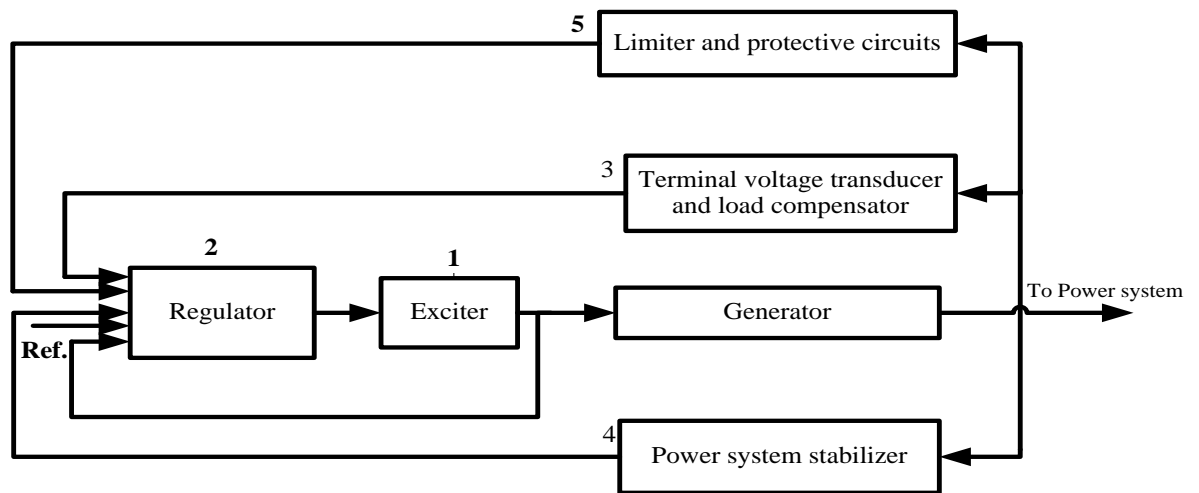 5
Limiter and protective circuits
3
Terminal voltage transducer
and load compensator
2
1
To Power system
Regulator
Exciter
Generator
Ref.
4
Power system stabilizer